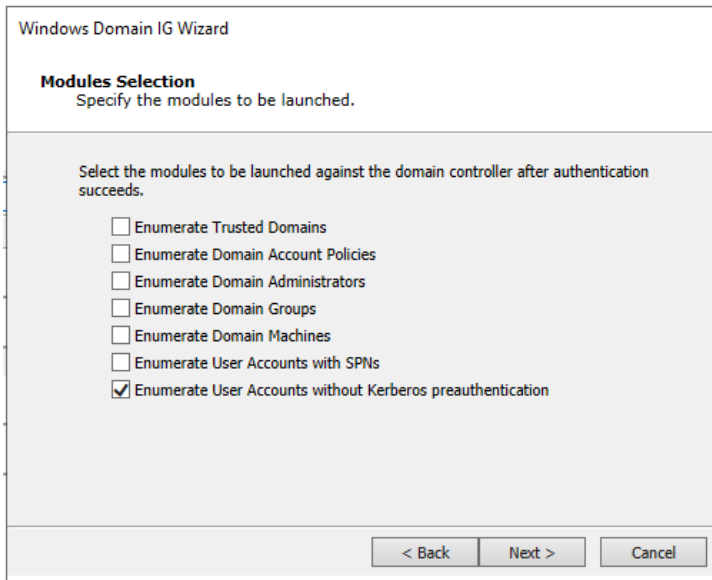 Windows Domain IG Wizard
Modules Selection
Specify the modules to be launched.
Select the modules to be launched against the domain controller after authentication
succeeds.
Enumerate Trusted Domains
Enumerate Domain Account Policies
Enumerate Domain Administrators
Enumerate Domain Groups
Enumerate Domain Machines
Enumerate User Accounts with SPNs
Enumerate User Accounts without Kerberos preauthentication
< Back Next > Cancel